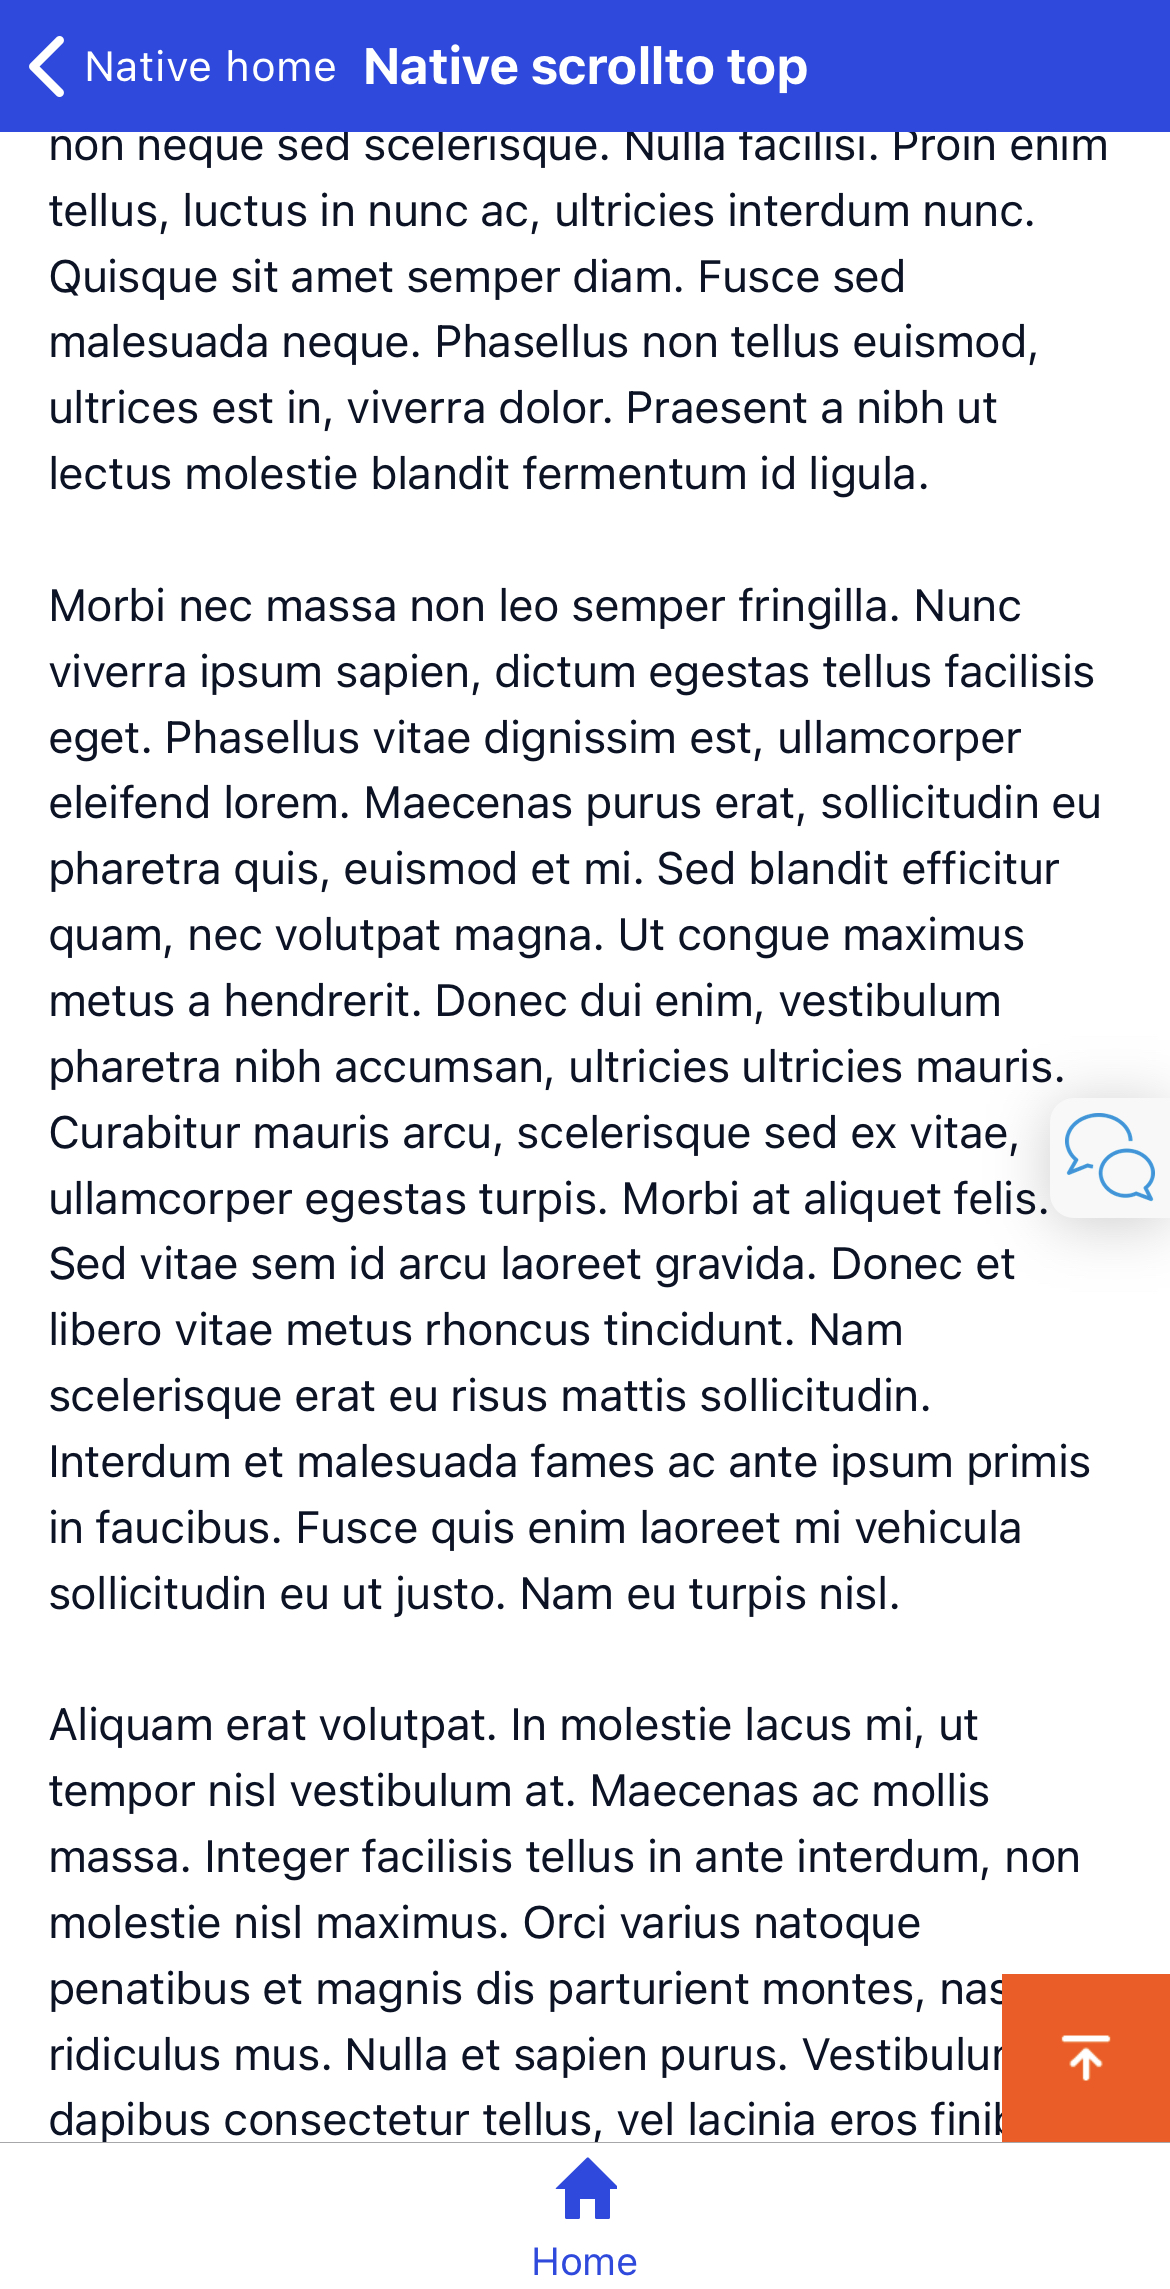 Native home Native scrollto top
non neque sed scelerisque. Nulla facilisi. Proin enim
tellus, luctus in nunc ac, ultricies interdum nunc.
Quisque sit amet semper diam. Fusce sed
malesuada neque. Phasellus non tellus euismod,
ultrices est in, viverra dolor. Praesent a nibh ut
lectus molestie blandit fermentum id ligula.
Morbi nec massa non leo semper fringilla. Nunc
viverra ipsum sapien, dictum egestas tellus facilisis
eget. Phasellus vitae dignissim est, ullamcorper
eleifend lorem. Maecenas purus erat, sollicitudin eu
pharetra quis, euismod et mi. Sed blandit efficitur
quam, nec volutpat magna. Ut congue maximus
metus a hendrerit. Donec dui enim, vestibulum
pharetra nibh accumsan, ultricies ultricies mauris.
Curabitur mauris arcu, scelerisque sed ex vitae,
ullamcorper egestas turpis. Morbi at aliquet felis.
Sed vitae sem id arcu laoreet gravida. Donec et
libero vitae metus rhoncus tincidunt. Nam
scelerisque erat eu risus mattis sollicitudin.
Interdum et malesuada fames ac ante ipsum primis
in faucibus. Fusce quis enim laoreet mi vehicula
sollicitudin eu ut justo. Nam eu turpis nisl.
Aliquam erat volutpat. In molestie lacus mi, ut
tempor nisl vestibulum at. Maecenas ac mollis
massa. Integer facilisis tellus in ante interdum, non
molestie nisl maximus. Orci varius natoque
penatibus et magnis dis parturient montes,
ridiculus mus. Nulla et sapien purus.
dapibus consectetur tellus, vel lacinia eros
Home